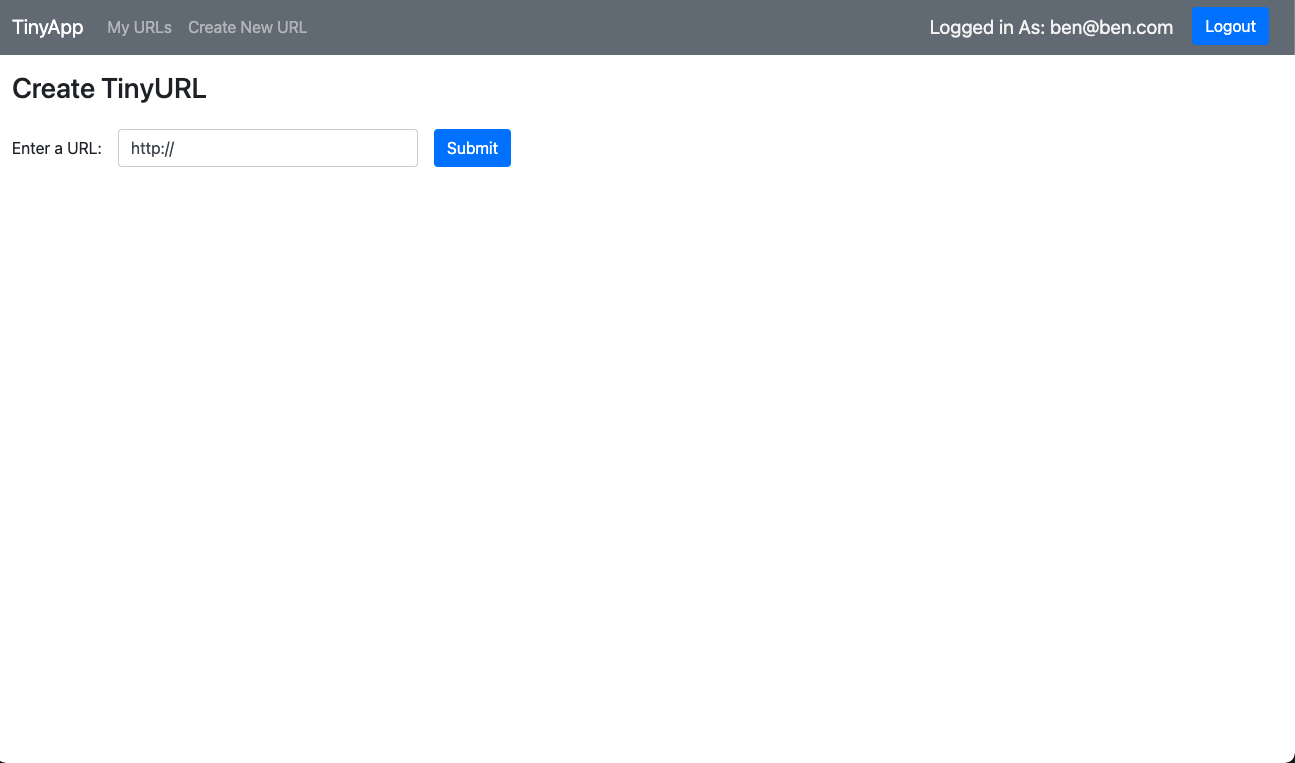 TinyApp My URLs Create New URL Logged in As: ben@ben.com Logout
Create TinyURL
Enter a URL: http:// Submit